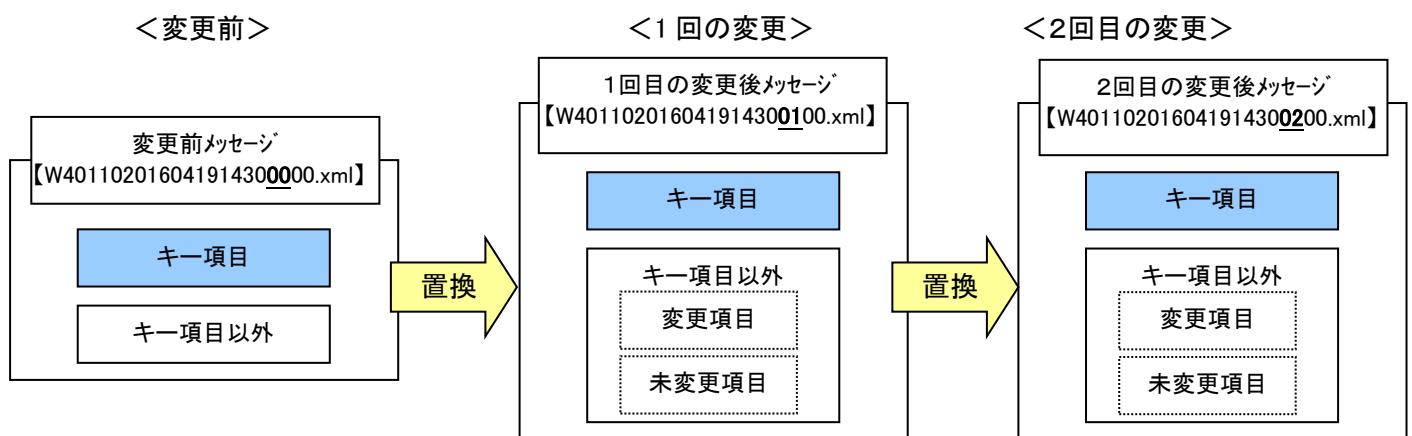 ＜変更前＞
変更前ﾒｯｾｰｼﾞ
【W40110201604191430000.xml】
キー項目
キー項目以外
置換
＜1回の変更＞
1回目の変更後ﾒｯｾｰｼﾞ
【W401102016041914300100.xml】
キー項目
キー項目以外
変更項目
未変更項目
置換
＜2回目の変更＞
2回目の変更後ﾒｯｾｰｼﾞ
【W401102016041914300200.xml】
キー項目
キー項目以外
変更項目
未変更項目